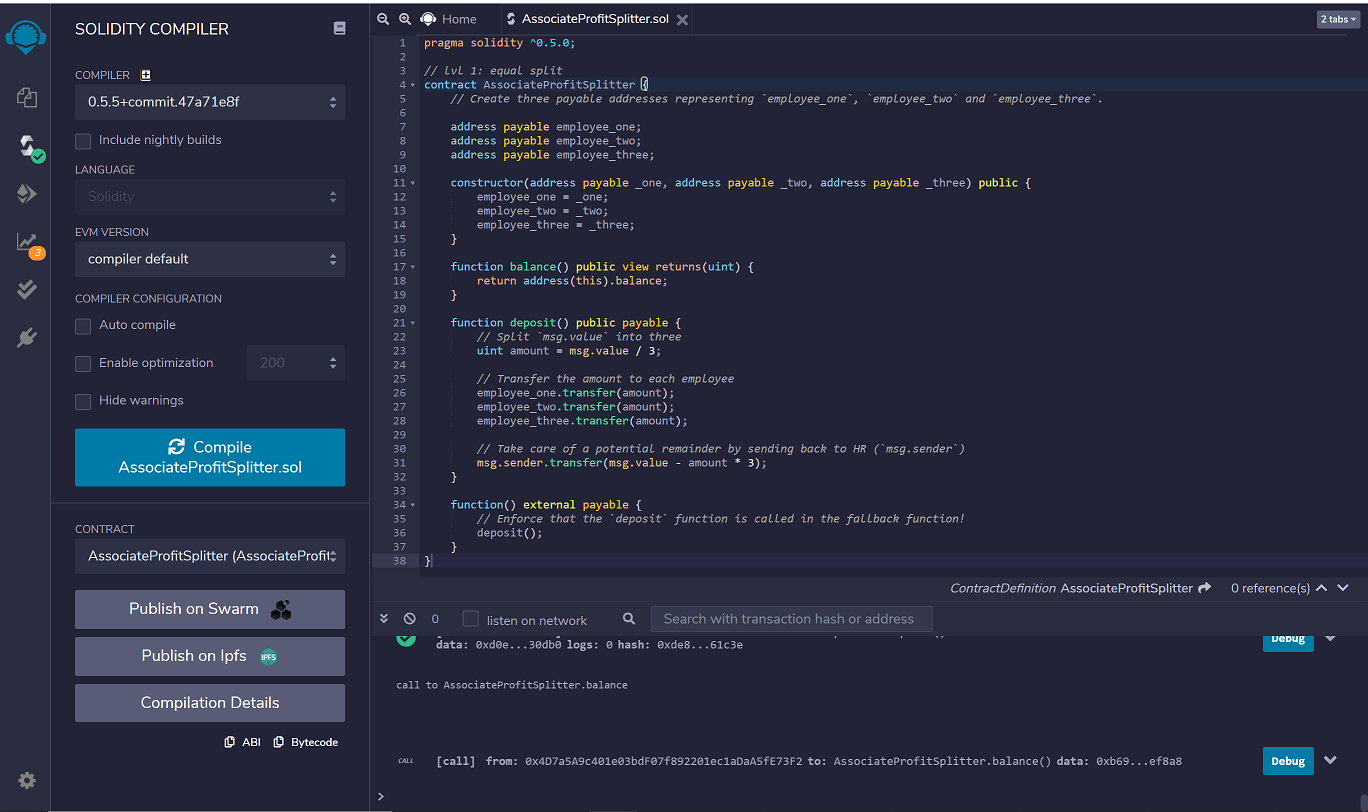 SOLIDITY COMPILER
COMPILER
0.5.5+commit.47a71e8f
Include nightly builds
LANGUAGE
Solidity
EVM VERSION
compiler default
COMPILER CONFIGURATION
Auto compile
Enable optimization 200
Hide warnings
Compile
AssociateProfitSplitter.sol
CONTRACT
AssociateProfitSplitter (AssociateProfit
Publish on Swarm
Publish on Ipfs IPFS
Compilation Details
ABI Bytecode
3
Home AssociateProfitSplitter.sol 2 tabs
1 pragma solidity ^0.5.0;
2
3 // lvl 1: equal split
4 contract AssociateProfitSplitter {
5 // Create three payable addresses representing `employee_one`, `employee_two` and `employee_three`.
6
7 address payable employee_one;
8 address payable employee_two;
9 address payable employee_three;
10
11 constructor(address payable _one, address payable _two, address payable _three) public {
12 employee_one = _one;
13 employee_two = _two;
14 employee_three = _three;
15 }
16
17 function balance() public view returns(uint) {
18 return address(this).balance;
19 }
20
21 function deposit() public payable {
22 // Split `msg.value` into three
23 uint amount = msg.value / 3;
24
25 // Transfer the amount to each employee
26 employee_one.transfer(amount);
27 employee_two.transfer(amount);
28 employee_three.transfer(amount);
29
30 // Take care of a potential remainder by sending back to HR (`msg.sender`)
31 msg.sender.transfer(msg.value - amount * 3);
32 }
33
34 function() external payable {
35 // Enforce that the `deposit` function is called in the fallback function!
36 deposit();
37 }
38 }
ContractDefinition AssociateProfitSplitter 0 reference(s)
0 listen on network Search with transaction hash or address
data: 0xd0e...30db0 logs: 0 hash: 0xde8...61c3e Debug
call to AssociateProfitSplitter.balance
CALL [call] from: 0x4D7a5A9c401e03bdF07f892201ec1aDaA5fE73F2 to: AssociateProfitSplitter.balance() data: 0xb69...ef8a8 Debug
>